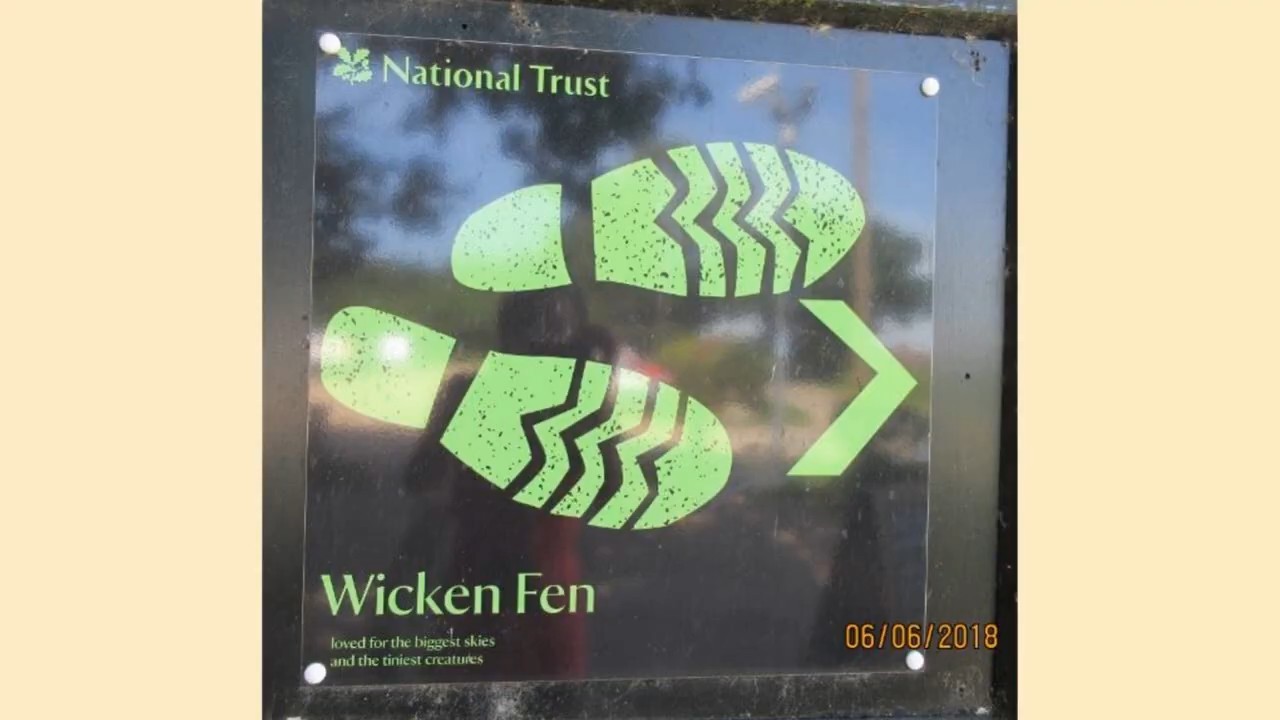 National Trust
Wicken Fen
loved for the biggest skies
and the tiniest creatures
06/06/2018